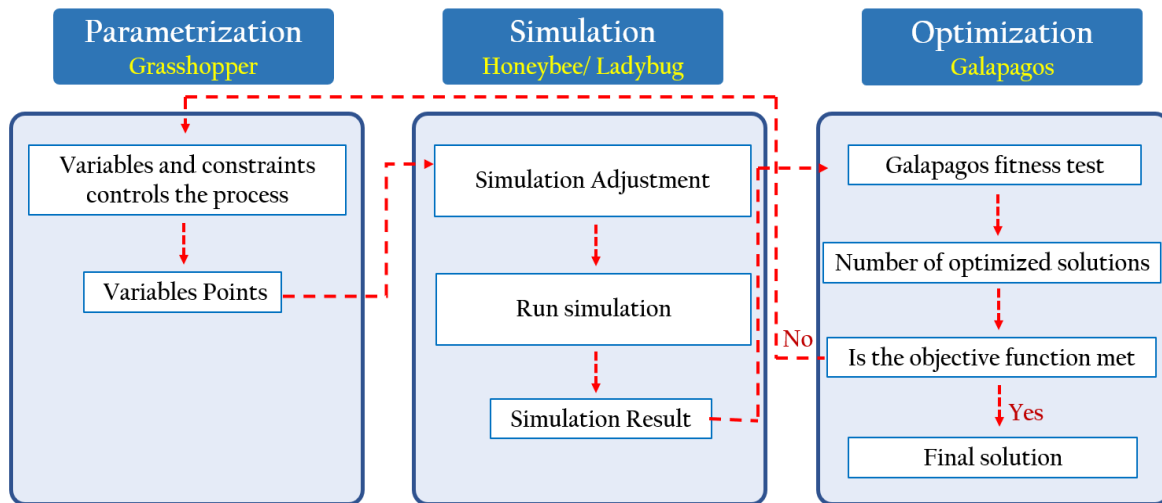 Parametrization
Grasshopper
Variables and constraints
controls the process
Variables Points
Simulation
Honeybee/ Ladybug
Simulation Adjustment
Run simulation
Simulation Result
Optimization
Galapagos
Galapagos fitness test
Number of optimized solutions
Is the objective function met
No
Yes
Final solution